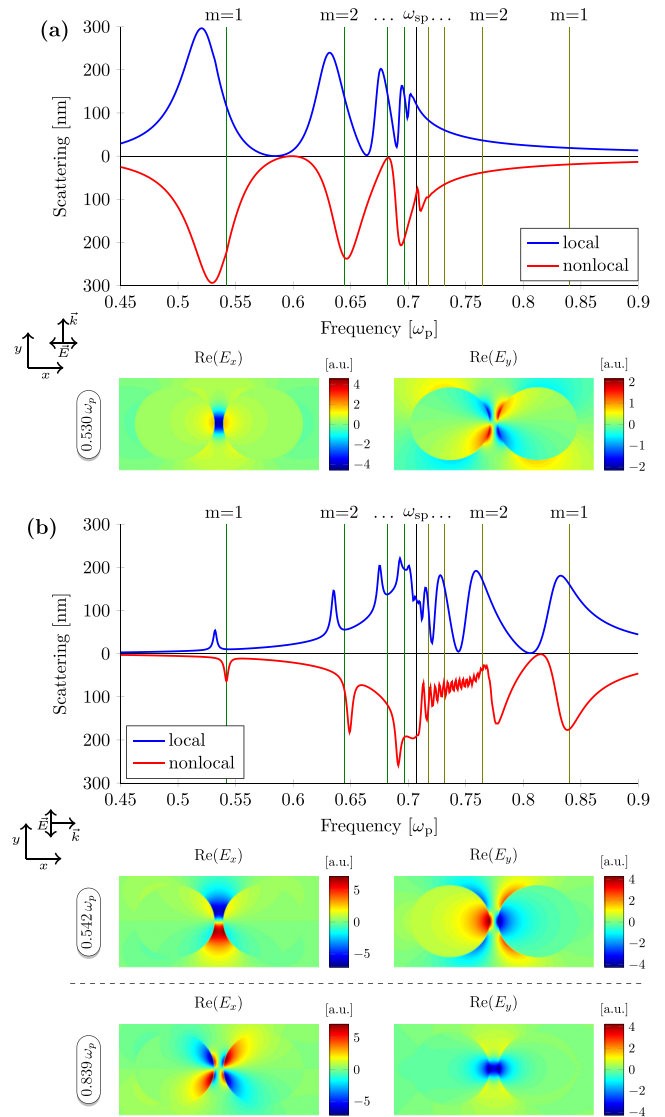 (a)
m=1 m=2 ... ω_sp ... m=2 m=1
300
200
100
0
100
200
300
Scattering [nm]
local
nonlocal
0.45 0.5 0.55 0.6 0.65 0.7 0.75 0.8 0.85 0.9
Frequency [ω_p]
y x k⃗ E⃗
0.530 ω_p
Re(E_x) [a.u.]
4
2
0
−2
−4
Re(E_y) [a.u.]
2
1
0
−1
−2
(b)
m=1 m=2 ... ω_sp ... m=2 m=1
300
200
100
0
100
200
300
Scattering [nm]
local
nonlocal
0.45 0.5 0.55 0.6 0.65 0.7 0.75 0.8 0.85 0.9
Frequency [ω_p]
y x E⃗ k⃗
0.542 ω_p
Re(E_x) [a.u.]
5
0
−5
Re(E_y) [a.u.]
4
2
0
−2
−4
0.839 ω_p
Re(E_x) [a.u.]
5
0
−5
Re(E_y) [a.u.]
4
2
0
−2
−4